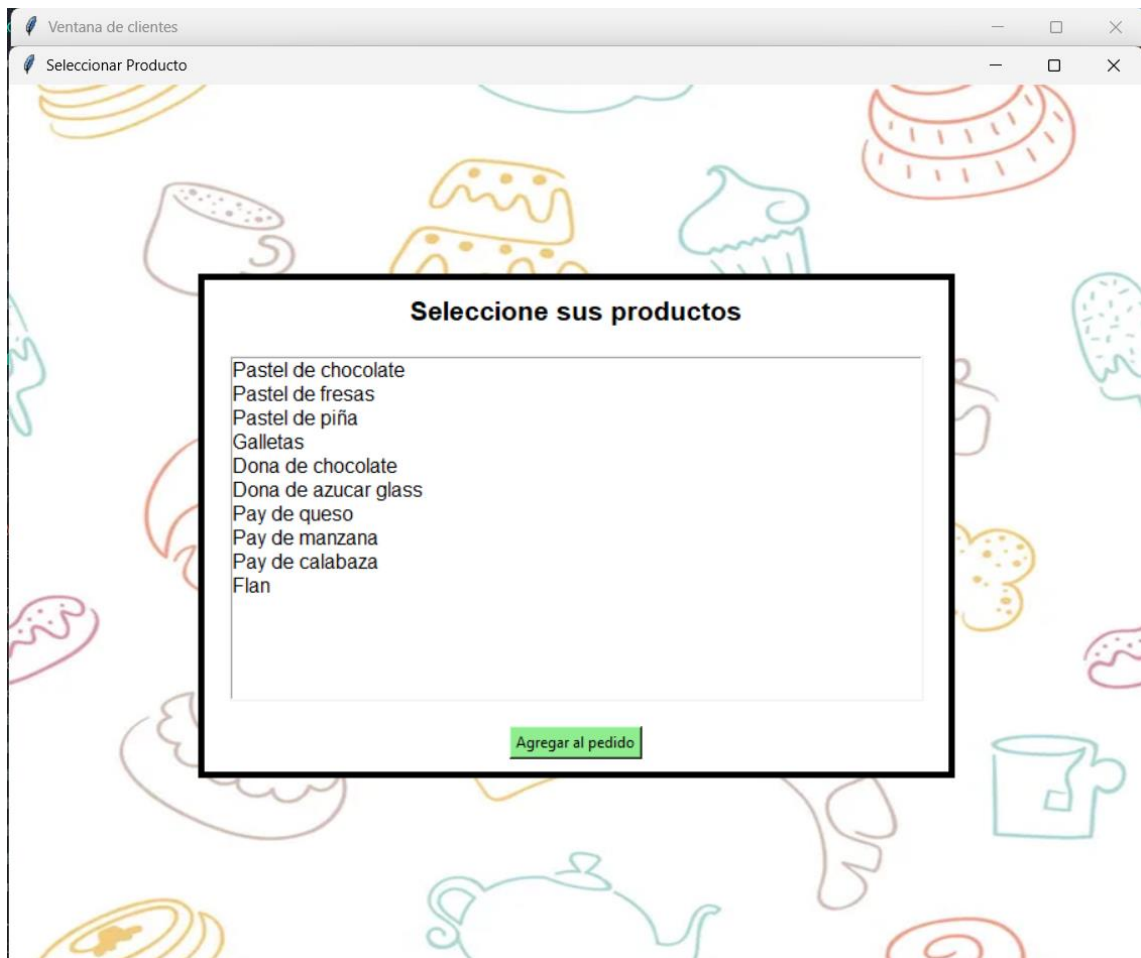 Ventana de clientes
Seleccionar Producto
Seleccione sus productos
Pastel de chocolate
Pastel de fresas
Pastel de piña
Galletas
Dona de chocolate
Dona de azucar glass
Pay de queso
Pay de manzana
Pay de calabaza
Flan
Agregar al pedido